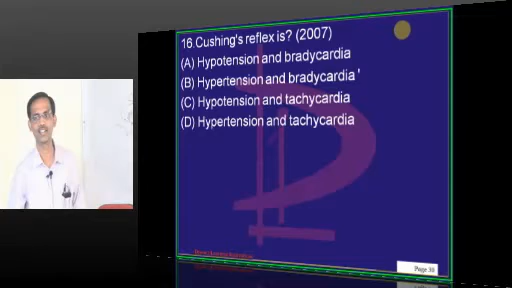 16.Cushing's reflex is? (2007)
(A) Hypotension and bradycardia
(B) Hypertension and bradycardia '
(C) Hypotension and tachycardia
(D) Hypertension and tachycardia
Page 30